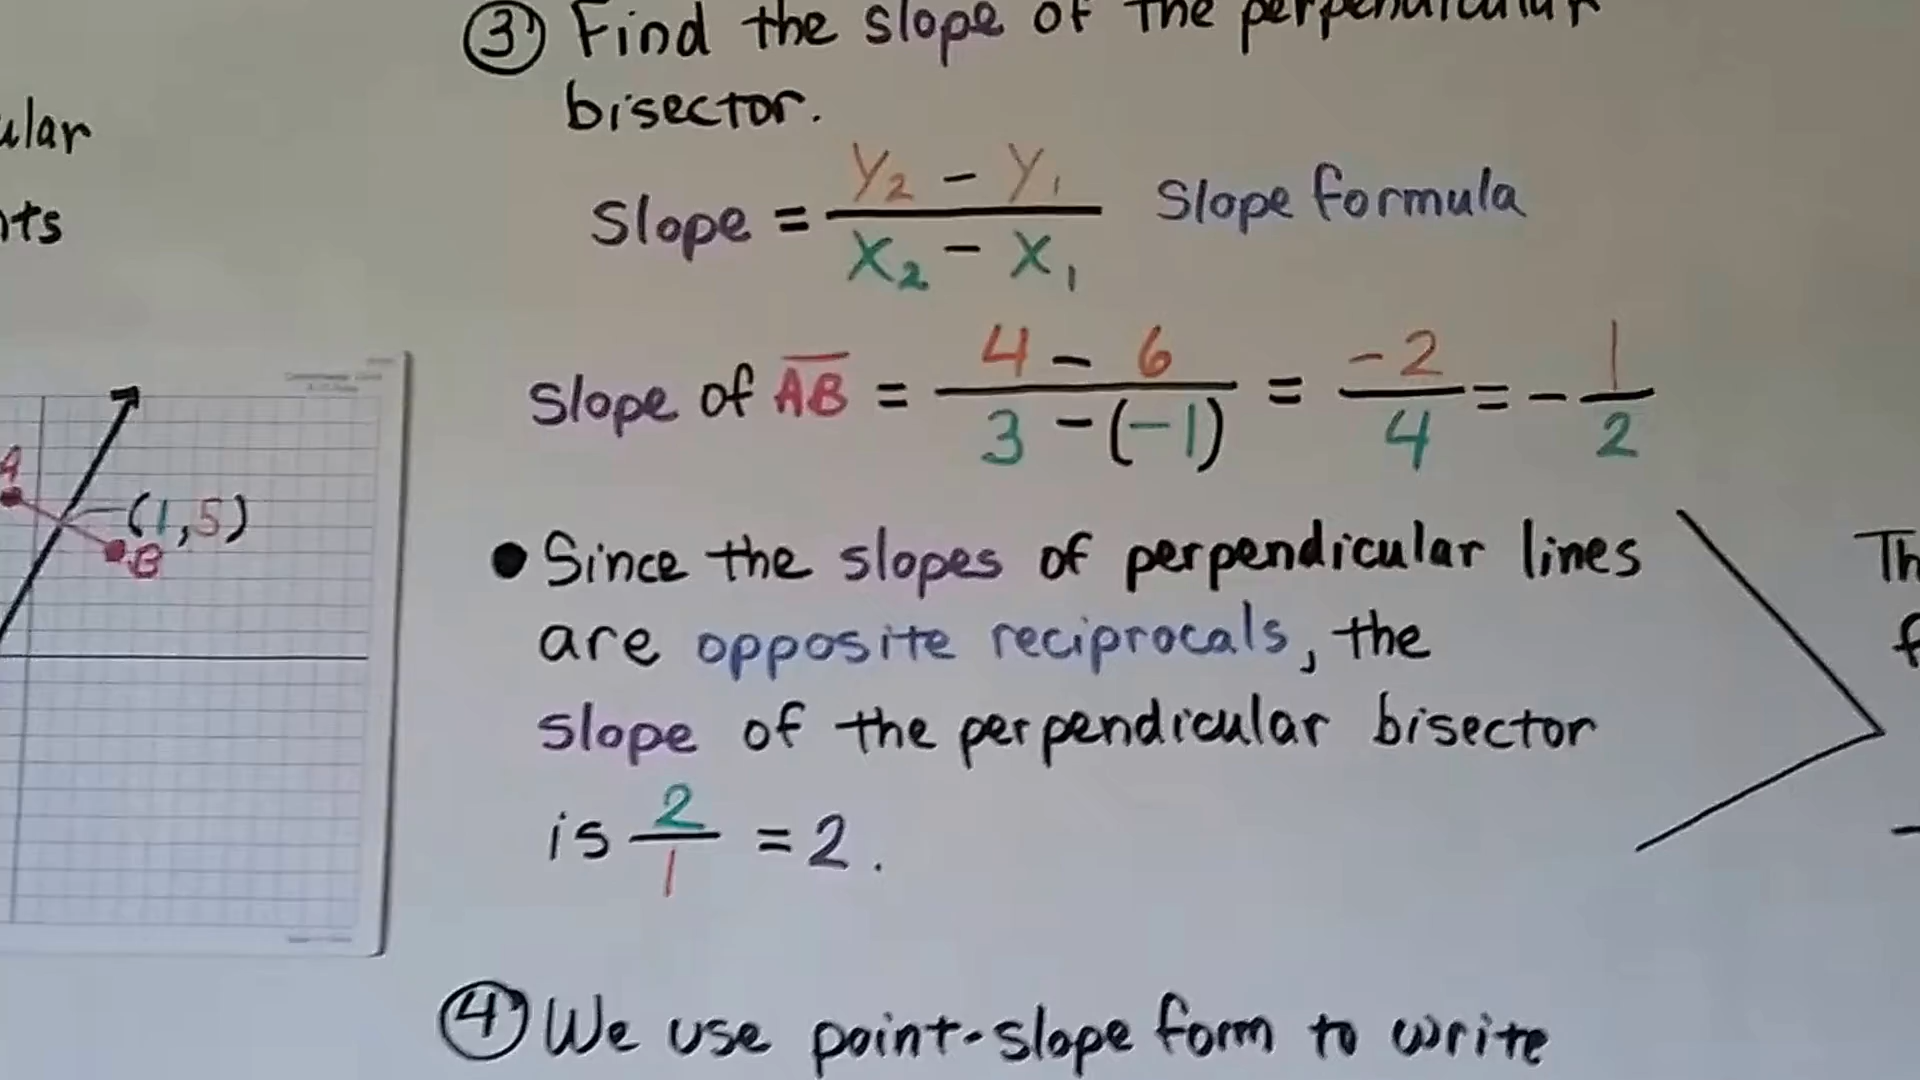 ③ Find the slope of the perpendicular
bisector.
ular
nts
Slope = Y₂ - Y₁ / X₂ - X₁ Slope formula
Slope of AB = 4 - 6 / 3 - (-1) = -2 / 4 = - 1 / 2
A
(1,5)
B
• Since the slopes of perpendicular lines
are opposite reciprocals, the
slope of the perpendicular bisector
is 2 / 1 = 2.
Th
f
④ We use point-slope form to write